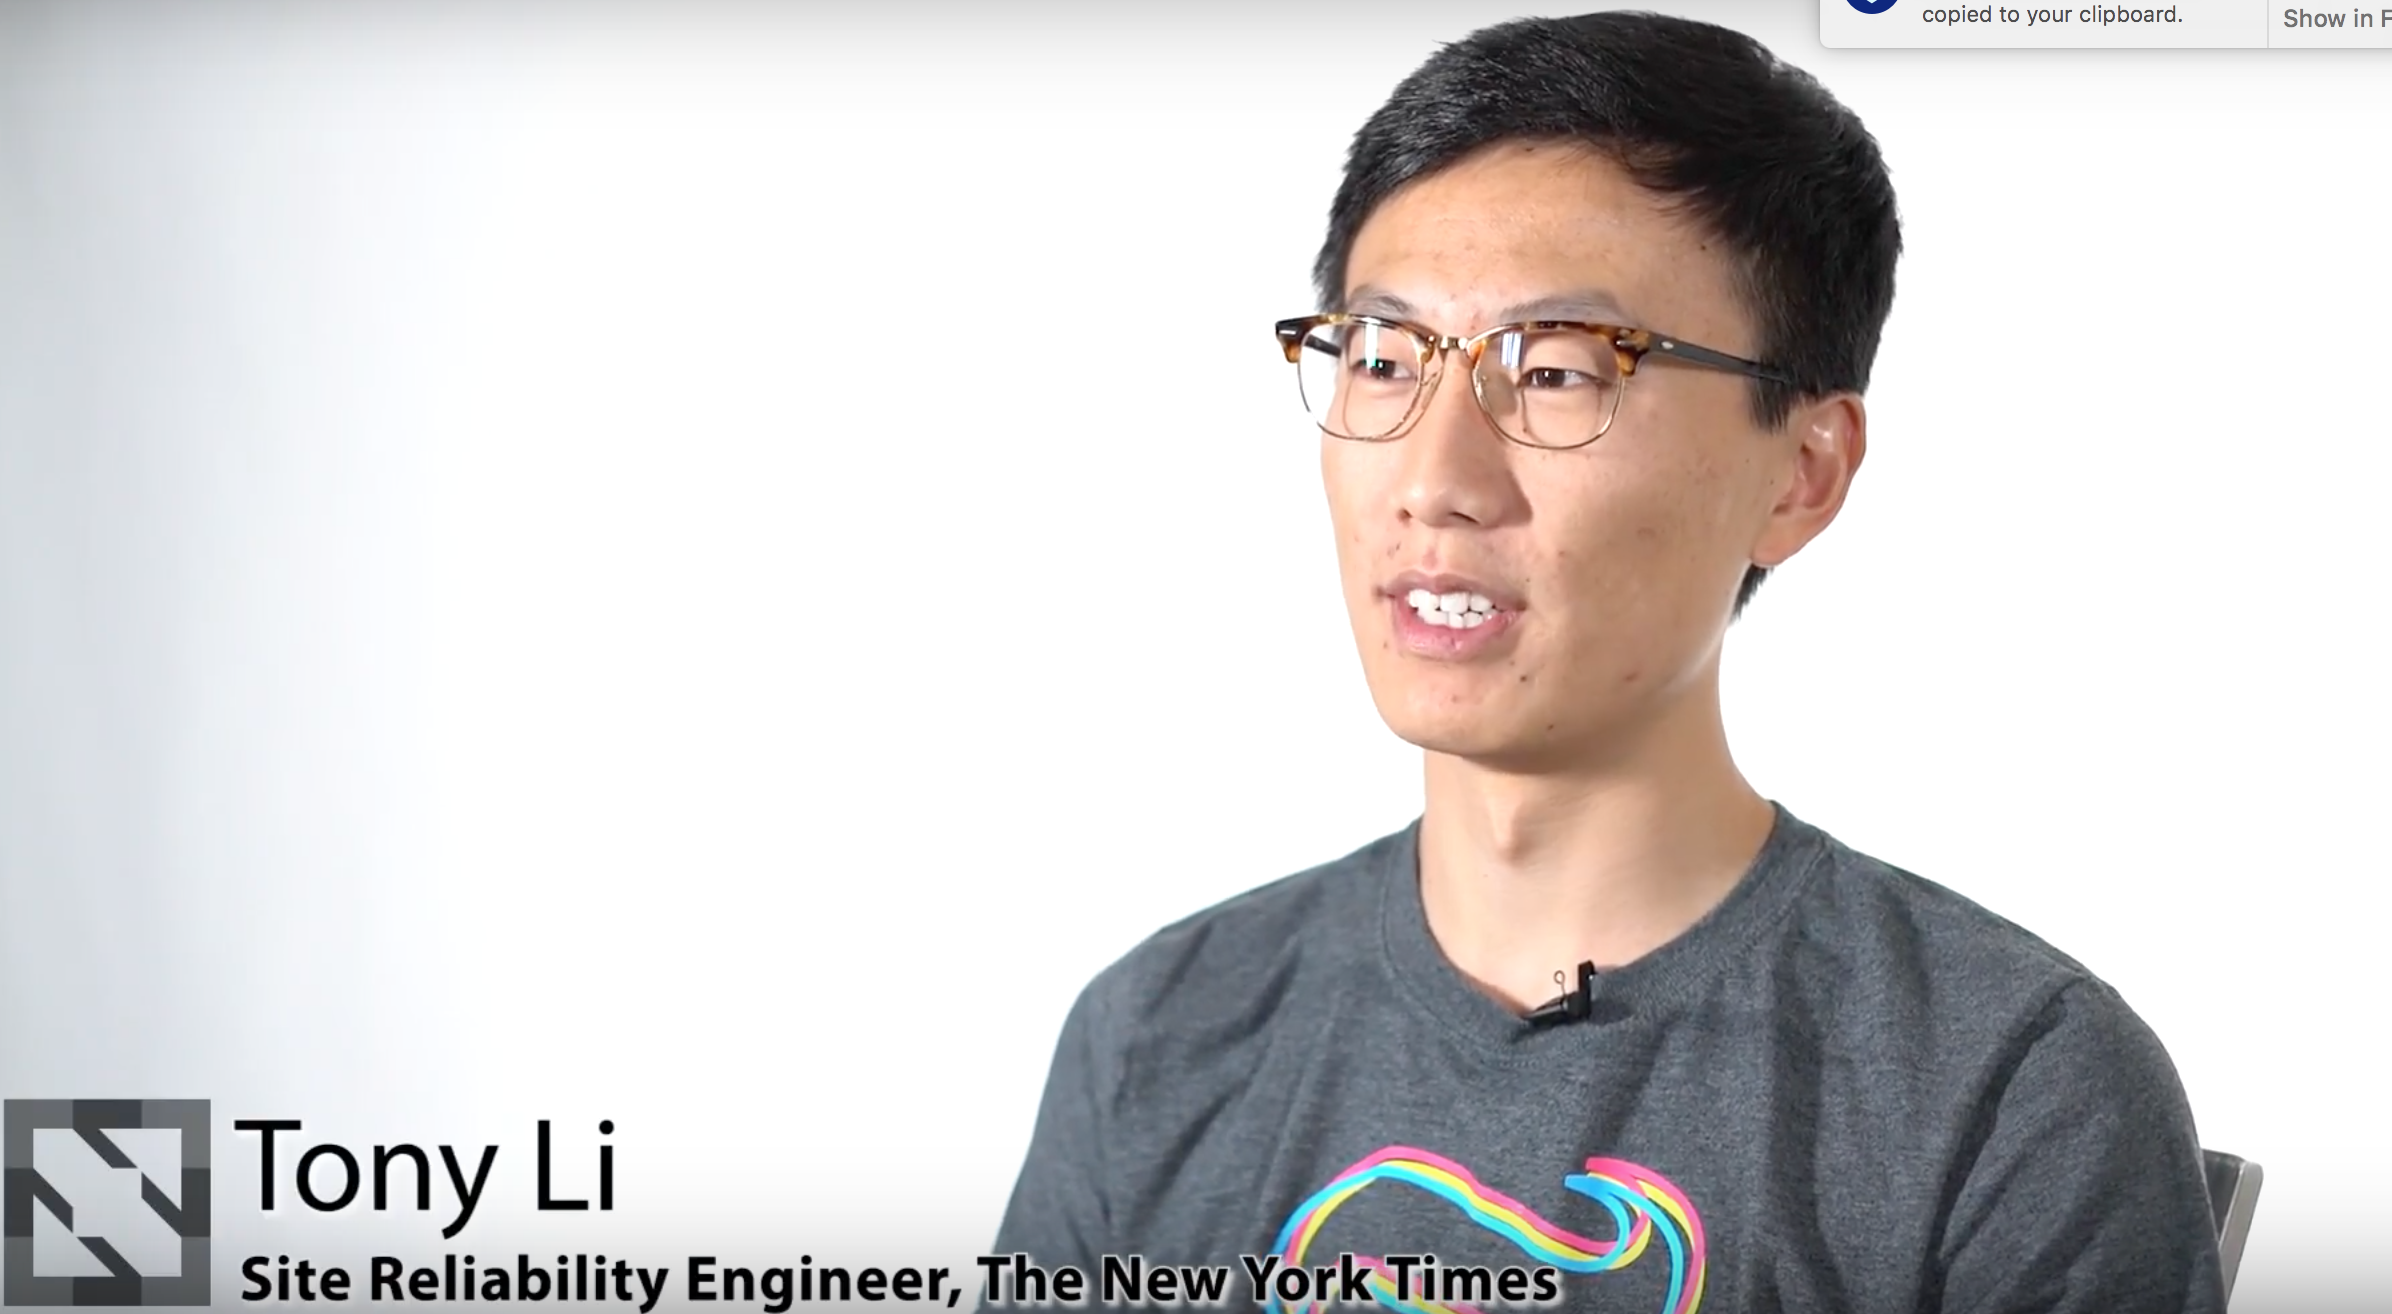 copied to your clipboard.
Show in F
Tony Li
Site Reliability Engineer, The New York Times